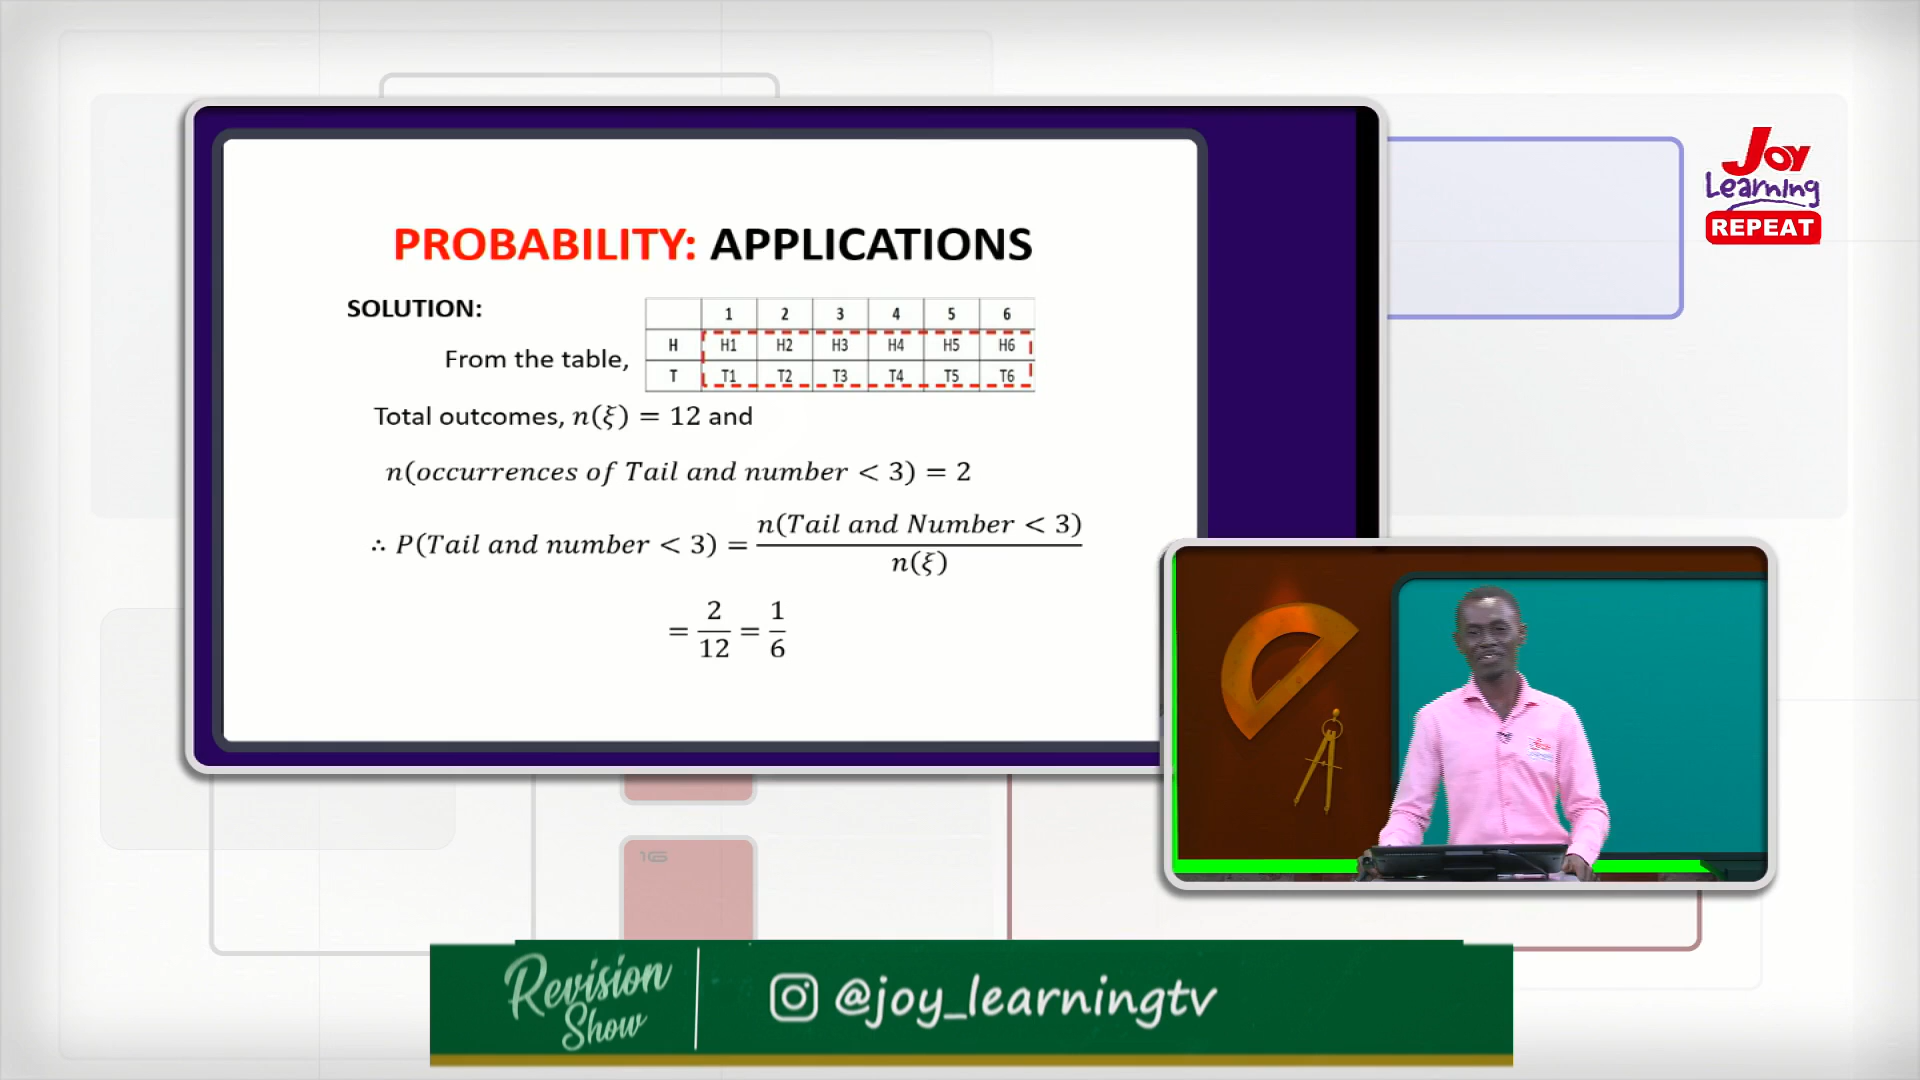 Joy
Learning
REPEAT
PROBABILITY: APPLICATIONS
SOLUTION:
1 2 3 4 5 6
H H1 H2 H3 H4 H5 H6
From the table,
T T1 T2 T3 T4 T5 T6
Total outcomes, n(ξ) = 12 and
n(occurrences of Tail and number < 3) = 2
∴ P(Tail and number < 3) = n(Tail and Number < 3) / n(ξ)
= 2/12 = 1/6
16
Revision
Show
@joy_learningtv